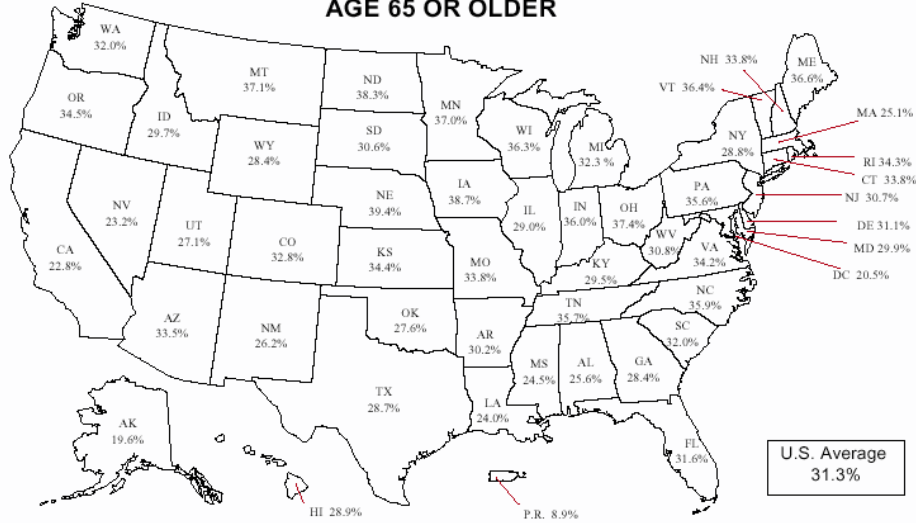 AGE 65 OR OLDER
WA
32.0%
OR
34.5%
ID
29.7%
MT
37.1%
ND
38.3%
MN
37.0%
SD
30.6%
WY
28.4%
WI
36.3%
MI
32.3 %
NH 33.8%
VT 36.4%
ME
36.6%
MA 25.1%
NY
28.8%
RI 34.3%
CT 33.8%
NJ 30.7%
PA
35.6%
DE 31.1%
MD 29.9%
DC 20.5%
NV
23.2%
UT
27.1%
CA
22.8%
CO
32.8%
NE
39.4%
IA
38.7%
KS
34.4%
MO
33.8%
IL
29.0%
IN
36.0%
OH
37.4%
WV
30.8%
VA
34.2%
KY
29.5%
NC
35.9%
TN
35.7%
SC
32.0%
AZ
33.5%
NM
26.2%
OK
27.6%
AR
30.2%
TX
28.7%
LA
24.0%
MS
24.5%
AL
25.6%
GA
28.4%
FL
31.6%
AK
19.6%
HI 28.9%
P.R. 8.9%
U.S. Average
31.3%